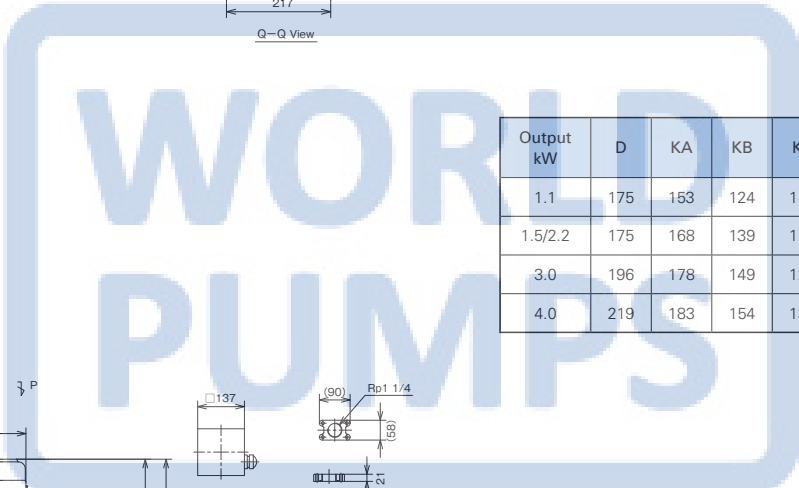 217
Q−Q View
WORLD
PUMPS
Output kW D KA KB
1.1 175 153 124
1.5/2.2 175 168 139
3.0 196 178 149
4.0 219 183 154
P
□137
(90)
Rp1 1/4
(58)
21